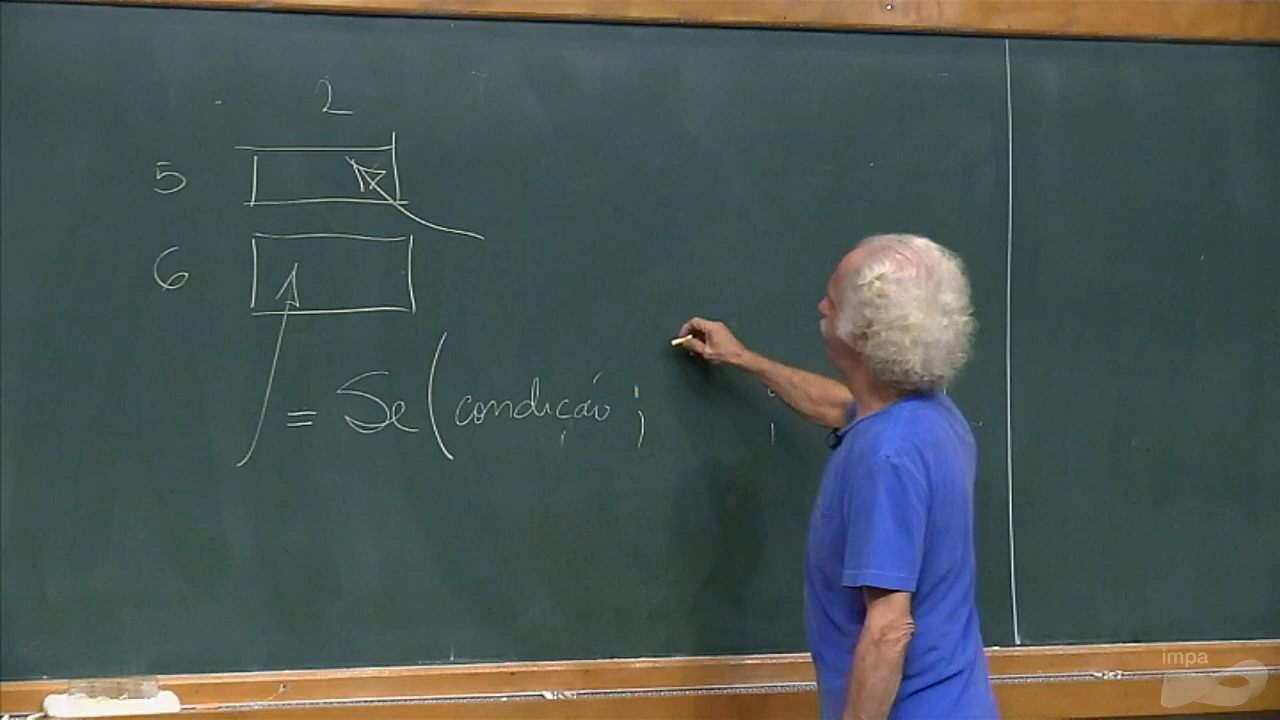 2
5
6
= Se (condição ; ;
impa